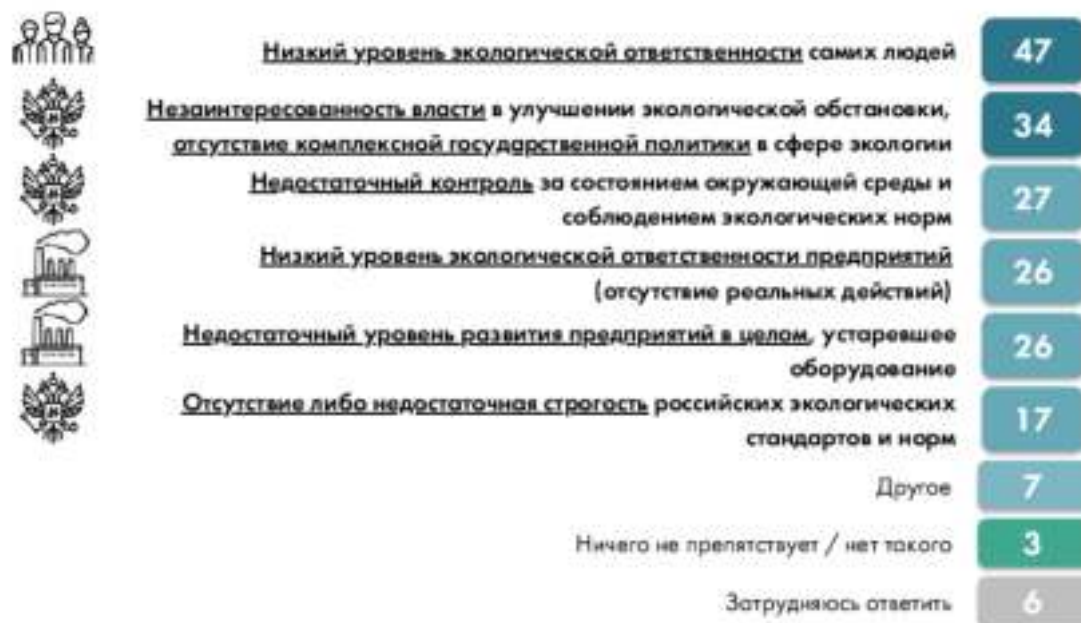 Низкий уровень экологической ответственности самих людей
47
Незаинтересованность власти в улучшении экологической обстановки,
отсутствие комплексной государственной политики в сфере экологии
34
Недостаточный контроль за состоянием окружающей среды и
соблюдением экологических норм
27
Низкий уровень экологической ответственности предприятий
(отсутствие реальных действий)
26
Недостаточный уровень развития предприятий в целом, устаревшее
оборудование
26
Отсутствие либо недостаточная строгость российских экологических
стандартов и норм
17
Другое
7
Ничего не препятствует / нет такого
3
Затрудняюсь ответить
6